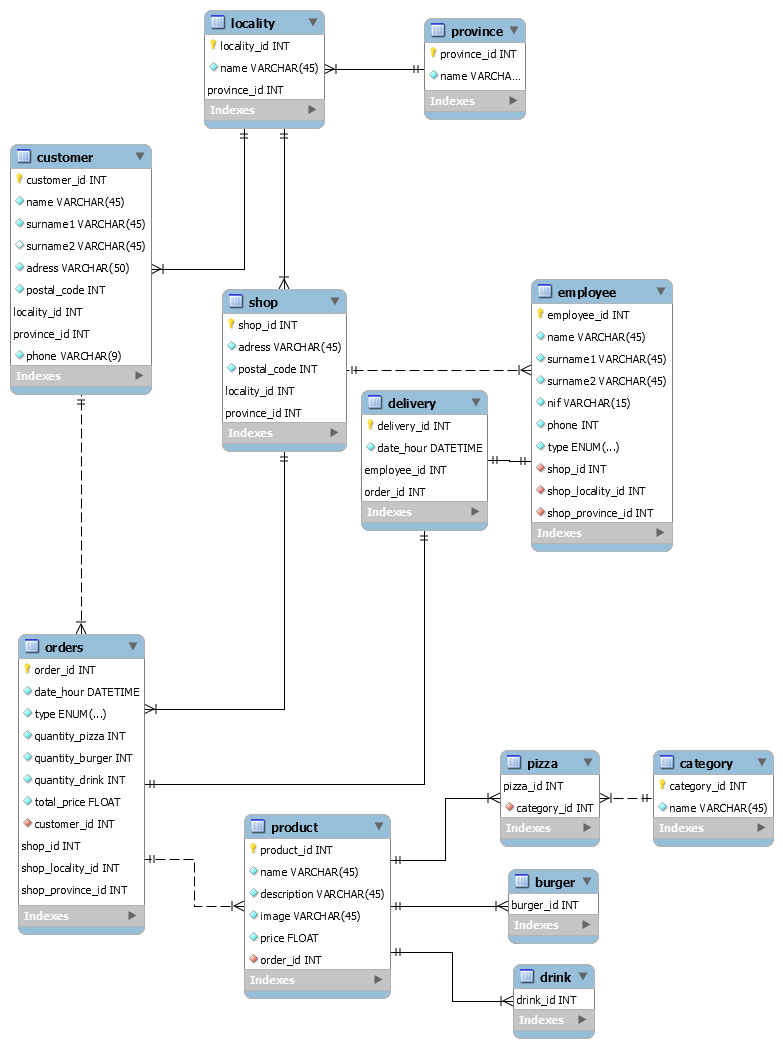 locality
locality_id INT
name VARCHAR(45)
province_id INT
Indexes
province
province_id INT
name VARCHA...
Indexes
customer
customer_id INT
name VARCHAR(45)
surname1 VARCHAR(45)
surname2 VARCHAR(45)
adress VARCHAR(50)
postal_code INT
locality_id INT
province_id INT
phone VARCHAR(9)
Indexes
shop
shop_id INT
adress VARCHAR(45)
postal_code INT
locality_id INT
province_id INT
Indexes
employee
employee_id INT
name VARCHAR(45)
surname1 VARCHAR(45)
surname2 VARCHAR(45)
nif VARCHAR(15)
phone INT
type ENUM(...)
shop_id INT
shop_locality_id INT
shop_province_id INT
Indexes
delivery
delivery_id INT
date_hour DATETIME
employee_id INT
order_id INT
Indexes
orders
order_id INT
date_hour DATETIME
type ENUM(...)
quantity_pizza INT
quantity_burger INT
quantity_drink INT
total_price FLOAT
customer_id INT
shop_id INT
shop_locality_id INT
shop_province_id INT
Indexes
product
product_id INT
name VARCHAR(45)
description VARCHAR(45)
image VARCHAR(45)
price FLOAT
order_id INT
Indexes
pizza
pizza_id INT
category_id INT
Indexes
category
category_id INT
name VARCHAR(45)
Indexes
burger
burger_id INT
Indexes
drink
drink_id INT
Indexes